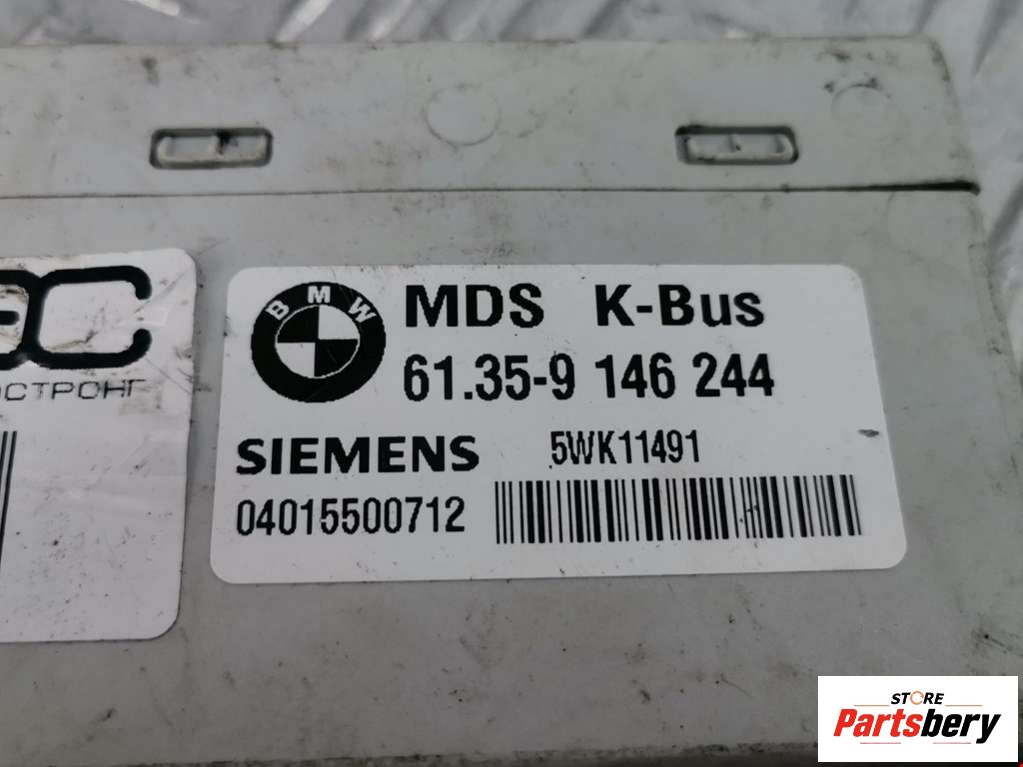 BMW
MDS K-Bus
61.35-9 146 244
SIEMENS 5WK11491
04015500712
STORE
Partsbery